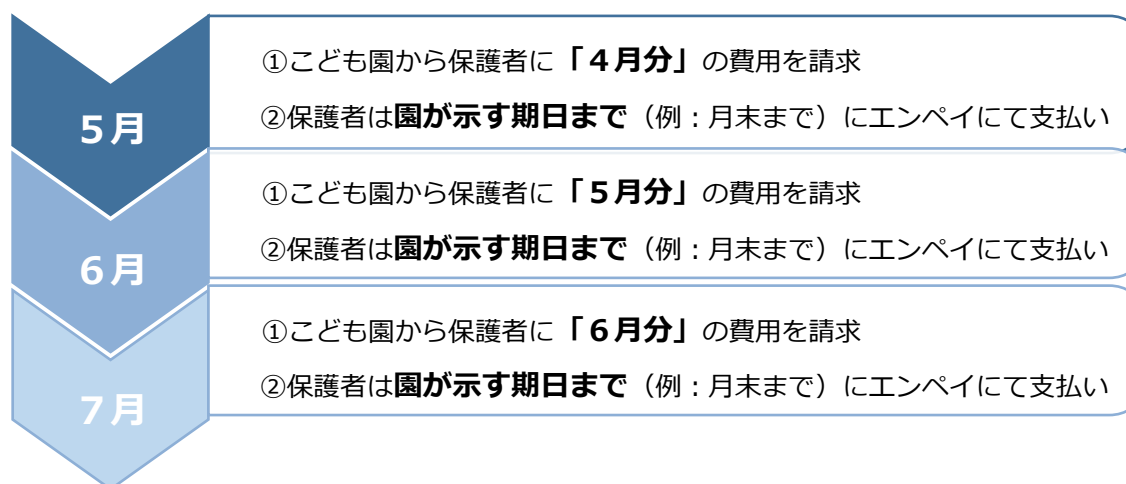 5月
①こども園から保護者に「4月分」の費用を請求
②保護者は園が示す期日まで（例：月末まで）にエンペイにて支払い
6月
①こども園から保護者に「5月分」の費用を請求
②保護者は園が示す期日まで（例：月末まで）にエンペイにて支払い
7月
①こども園から保護者に「6月分」の費用を請求
②保護者は園が示す期日まで（例：月末まで）にエンペイにて支払い